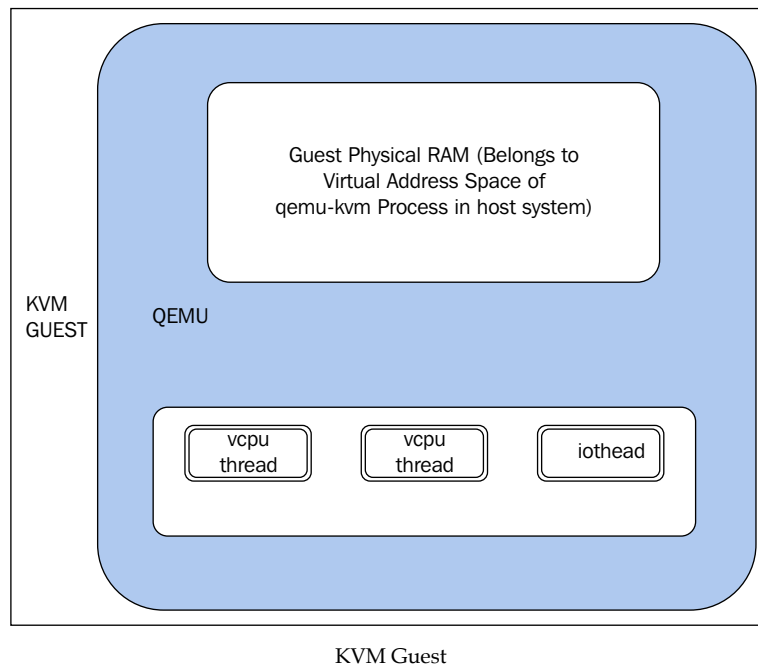 Guest Physical RAM (Belongs to
Virtual Address Space of
qemu-kvm Process in host system)
KVM
GUEST
QEMU
vcpu
thread
vcpu
thread
iothead
KVM Guest